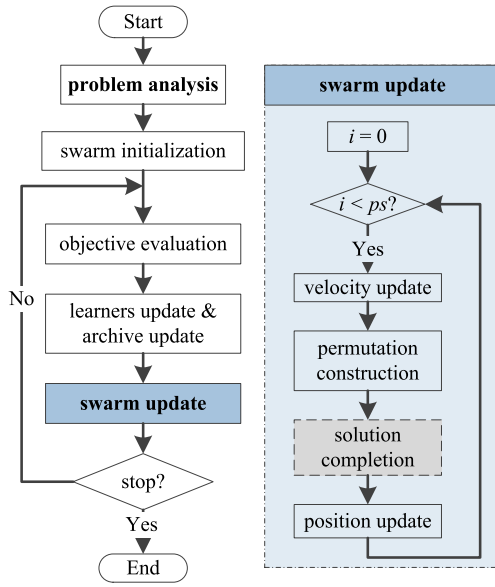 Start
problem analysis
swarm initialization
objective evaluation
No
learners update &
archive update
swarm update
stop?
Yes
End
swarm update
i = 0
i < ps?
Yes
velocity update
permutation
construction
solution
completion
position update